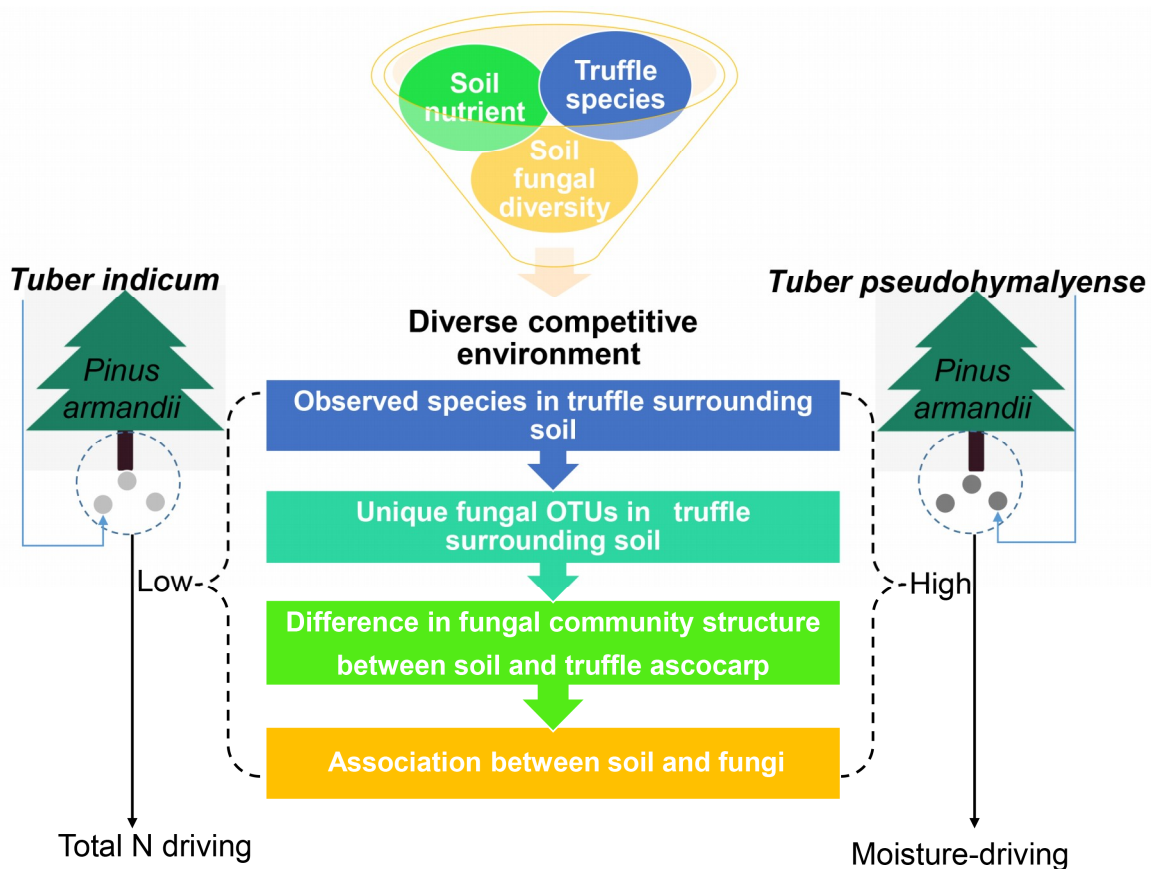 Soil
nutrient
Truffle
species
Soil
fungal
diversity
Tuber indicum
Tuber pseudohymalyense
Diverse competitive
environment
Pinus
armandii
Pinus
armandii
Observed species in truffle surrounding
soil
Unique fungal OTUs in truffle
surrounding soil
Low
High
Difference in fungal community structure
between soil and truffle ascocarp
Association between soil and fungi
Total N driving
Moisture-driving